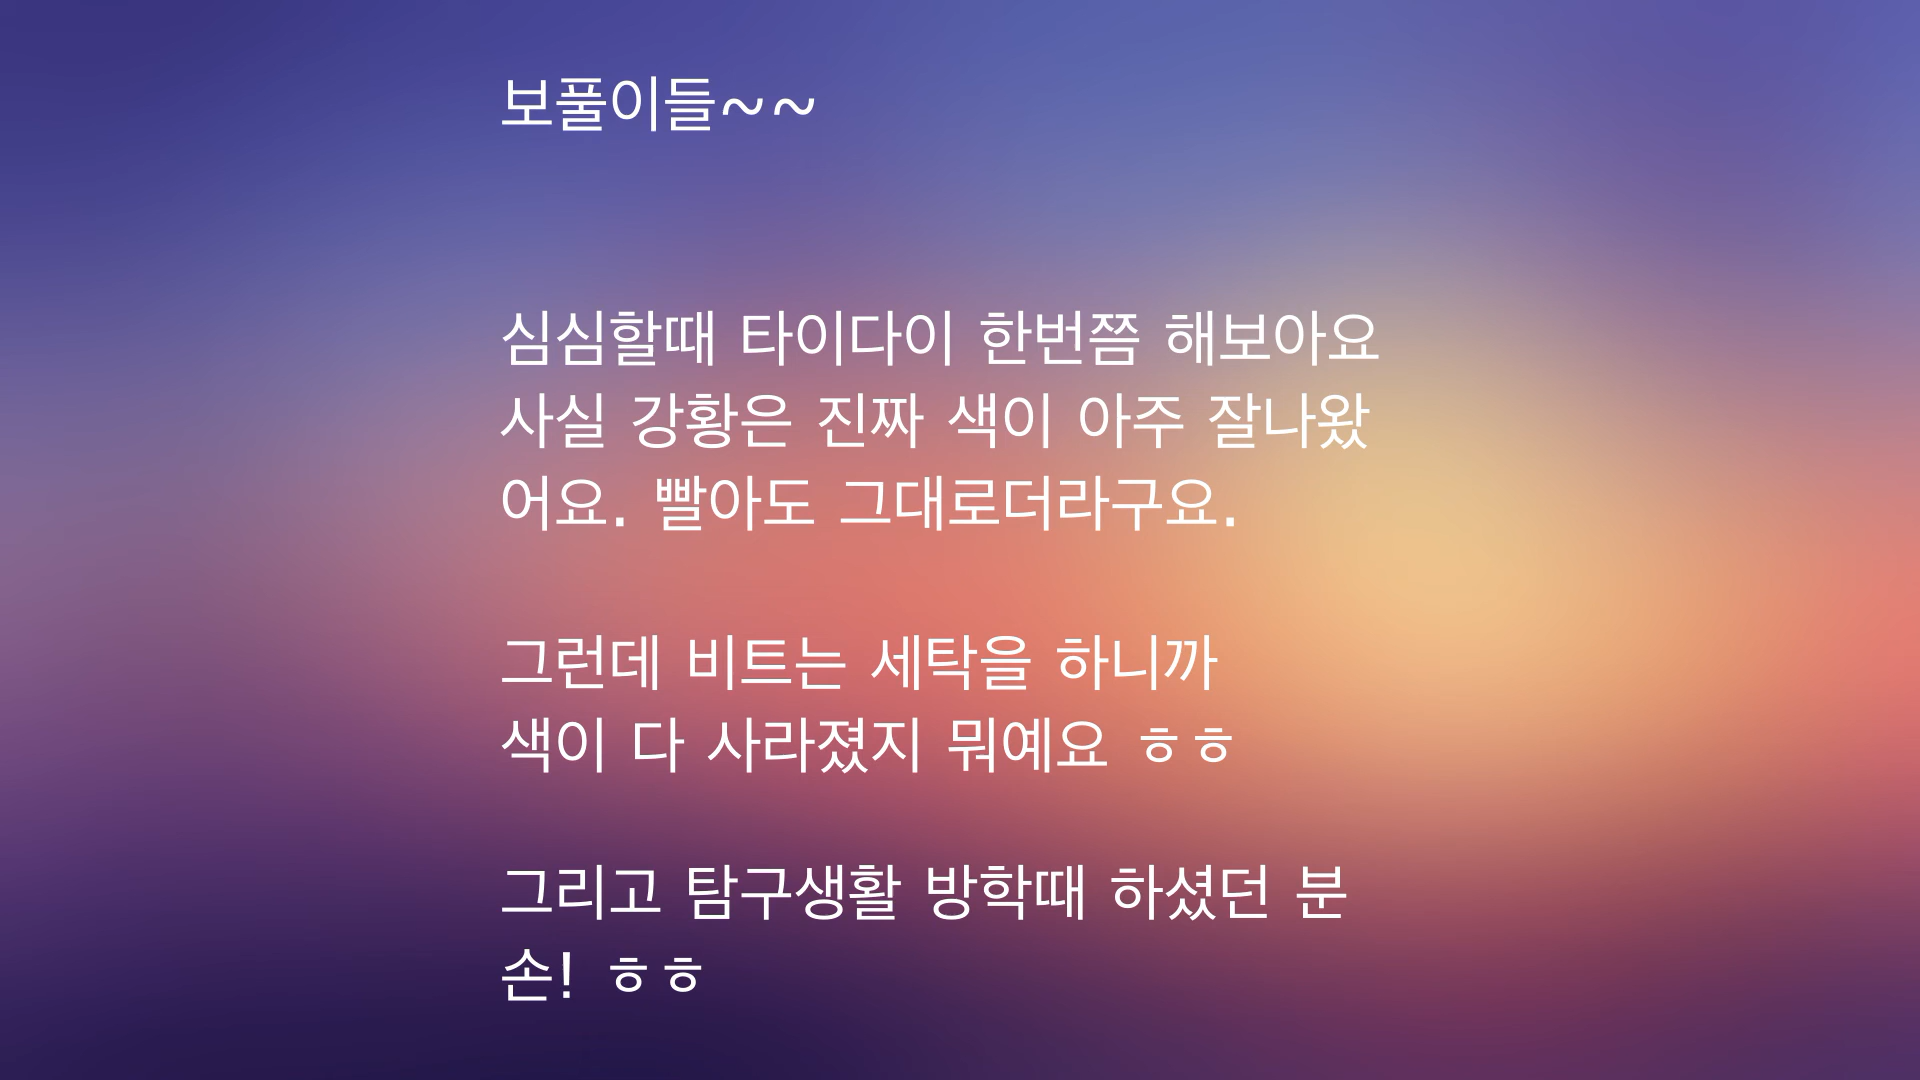 보풀이들~~
심심할때 타이다이 한번쯤 해보아요
사실 강황은 진짜 색이 아주 잘나왔
어요. 빨아도 그대로더라구요.
그런데 비트는 세탁을 하니까
색이 다 사라졌지 뭐예요 ㅎㅎ
그리고 탐구생활 방학때 하셨던 분
손! ㅎㅎ